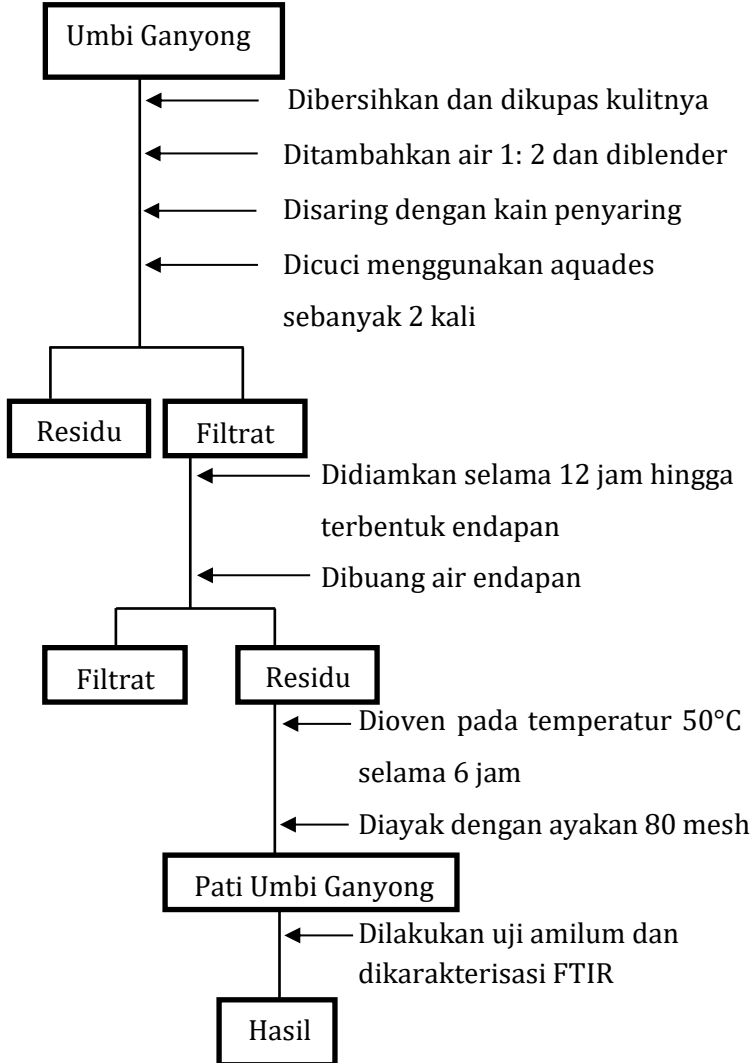 Umbi Ganyong
Dibersihkan dan dikupas kulitnya
Ditambahkan air 1: 2 dan diblender
Disaring dengan kain penyaring
Dicuci menggunakan aquades
sebanyak 2 kali
Residu
Filtrat
Didiamkan selama 12 jam hingga
terbentuk endapan
Dibuang air endapan
Filtrat
Residu
Dioven pada temperatur 50°C
selama 6 jam
Diayak dengan ayakan 80 mesh
Pati Umbi Ganyong
Dilakukan uji amilum dan
dikarakterisasi FTIR
Hasil